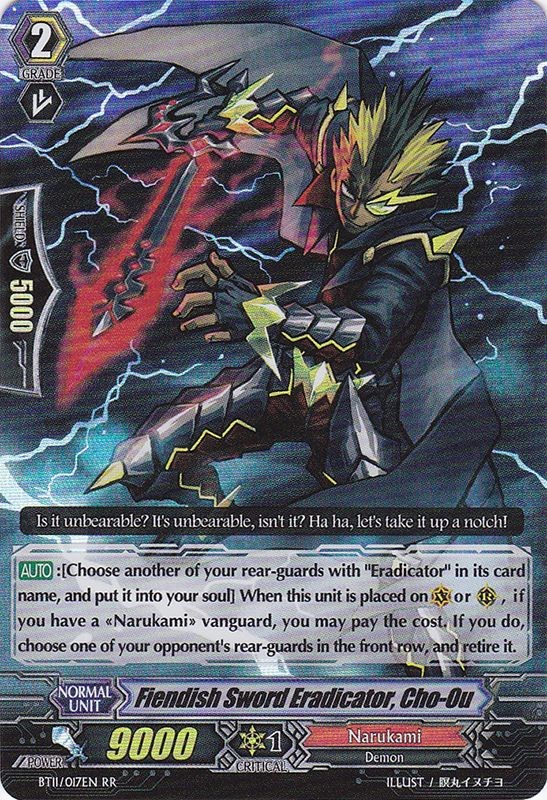 2
GRADE
SHIELD
5000
Is it unbearable? It's unbearable, isn't it? Ha ha, let's take it up a notch!
AUTO :[Choose another of your rear-guards with "Eradicator" in its card
name, and put it into your soul] When this unit is placed on or , if
you have a «Narukami» vanguard, you may pay the cost. If you do,
choose one of your opponent's rear-guards in the front row, and retire it.
NORMAL
UNIT
Fiendish Sword Eradicator, Cho-Ou
POWER
9000
1
CRITICAL
Narukami
Demon
BT11/017EN RR
ILLUST / 瞑丸イヌチヨ